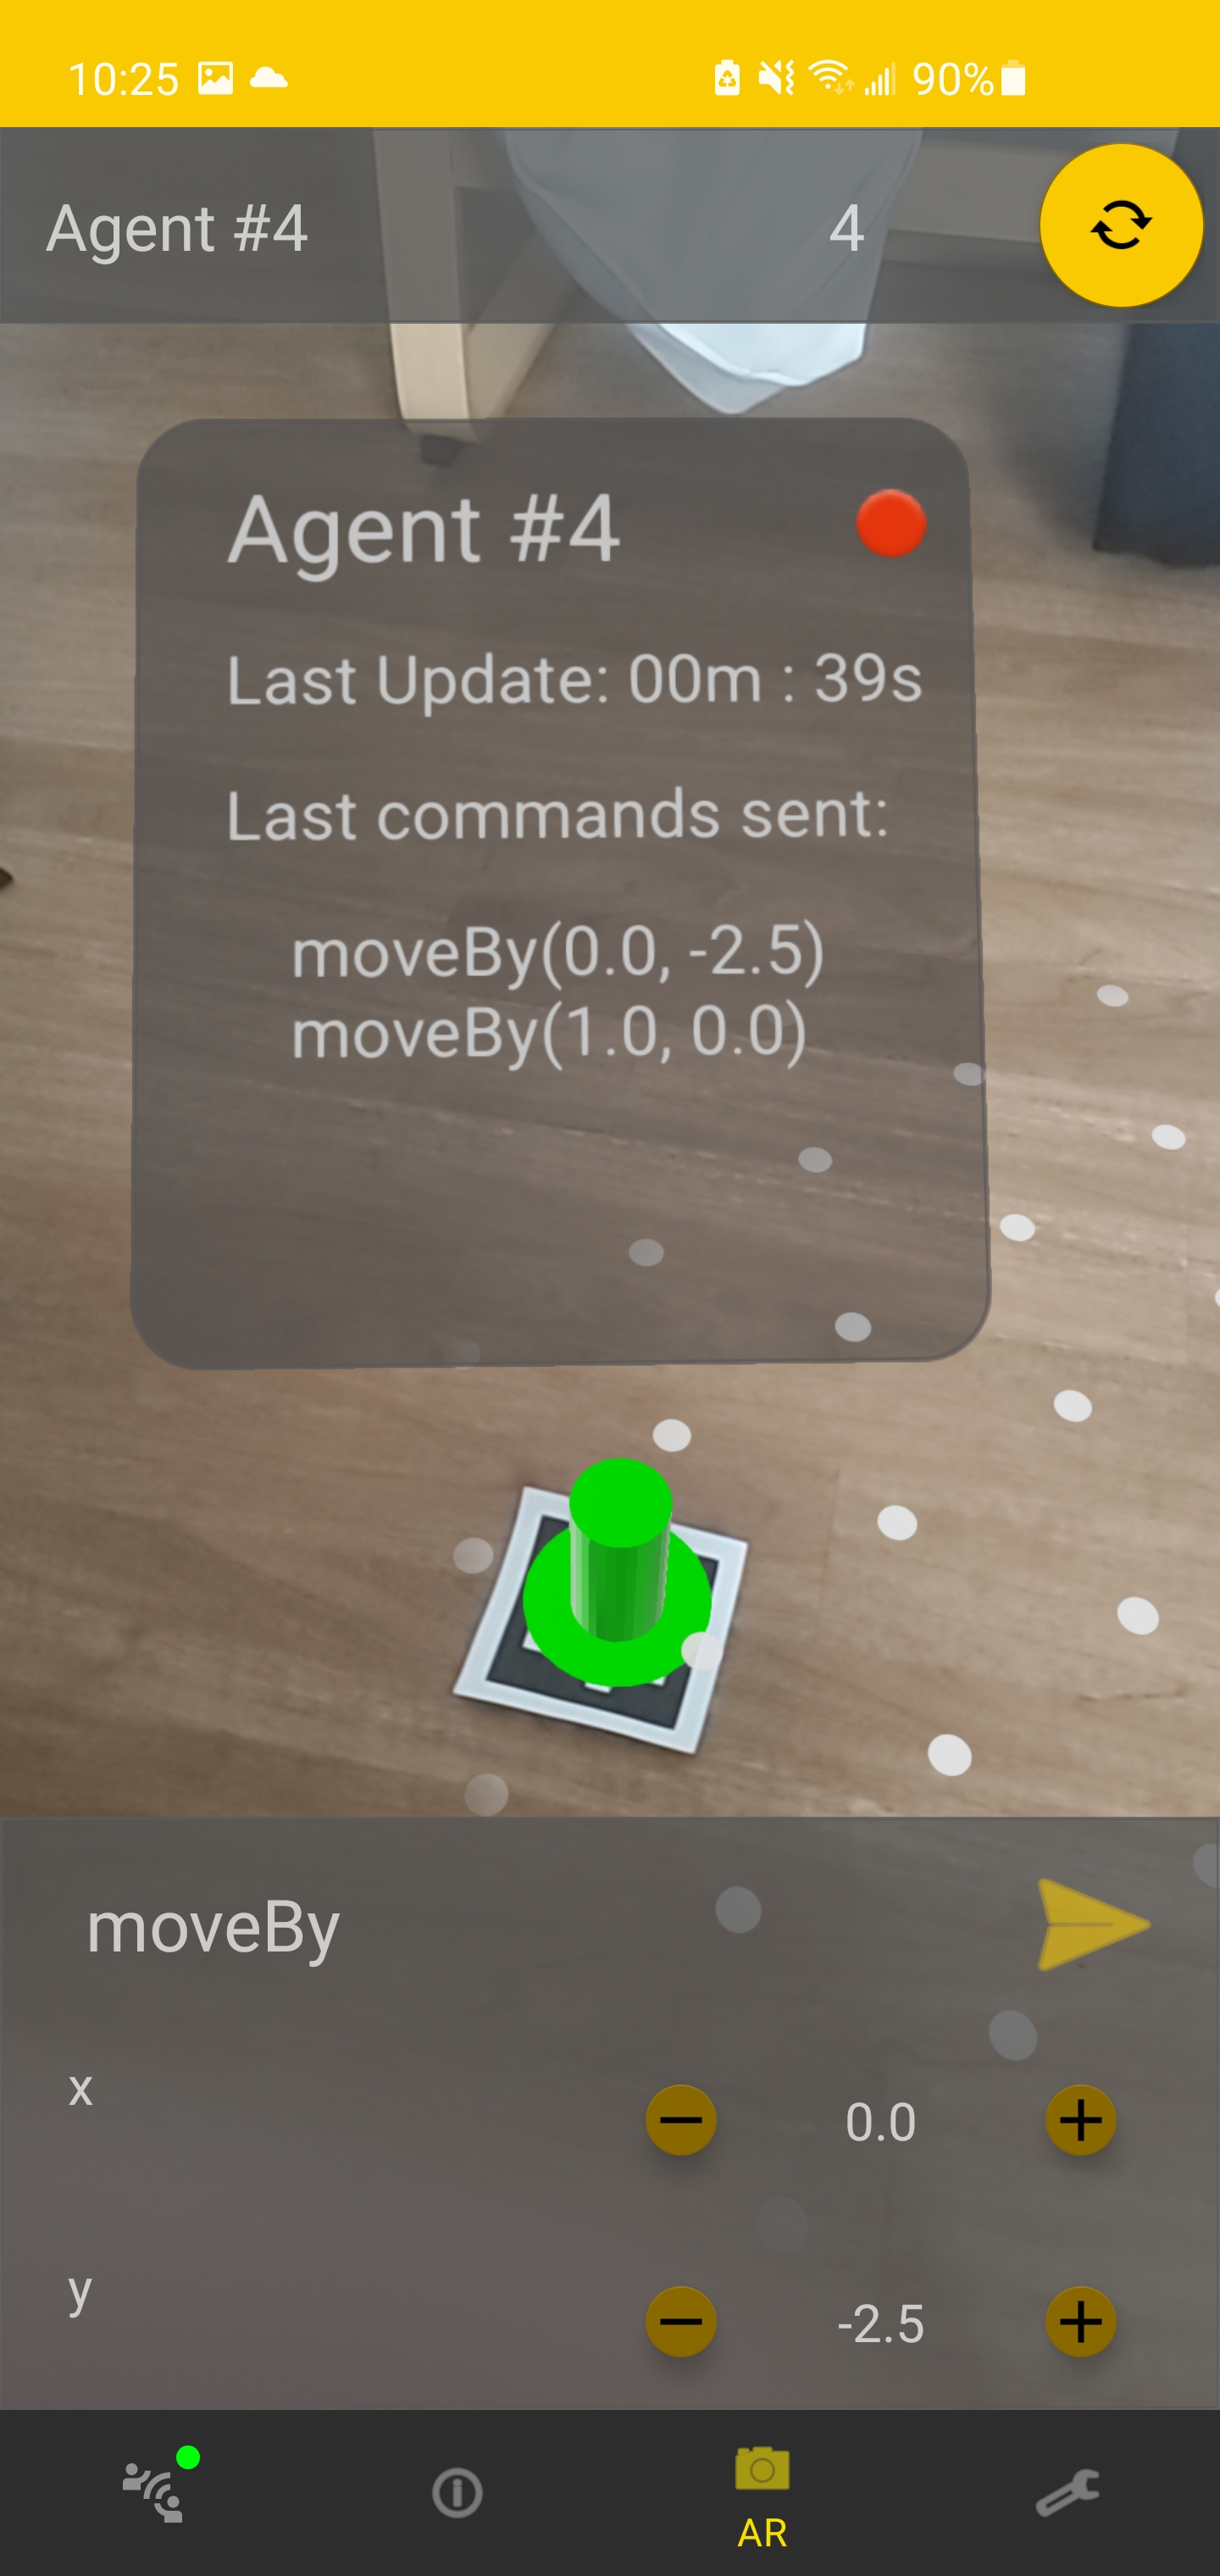 10:25 90%
Agent #4 4
Agent #4
Last Update: 00m : 39s
Last commands sent:
moveBy(0.0, -2.5)
moveBy(1.0, 0.0)
moveBy
x 0.0
y -2.5
AR